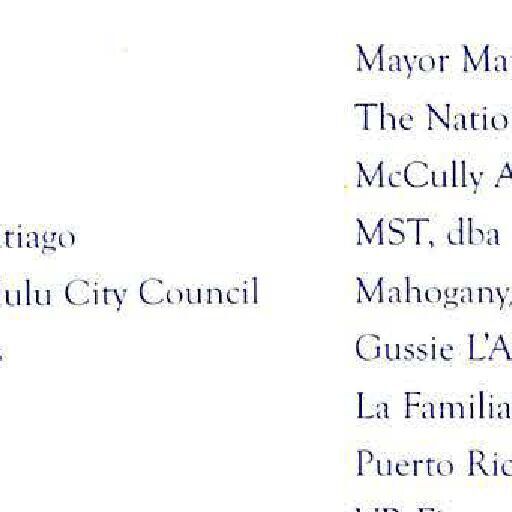 tiago
ulu City Council
Mayor Ma
The Natio
McCully A
MST, dba
Mahogany,
Gussie L'A
La Familia
Puerto Ric